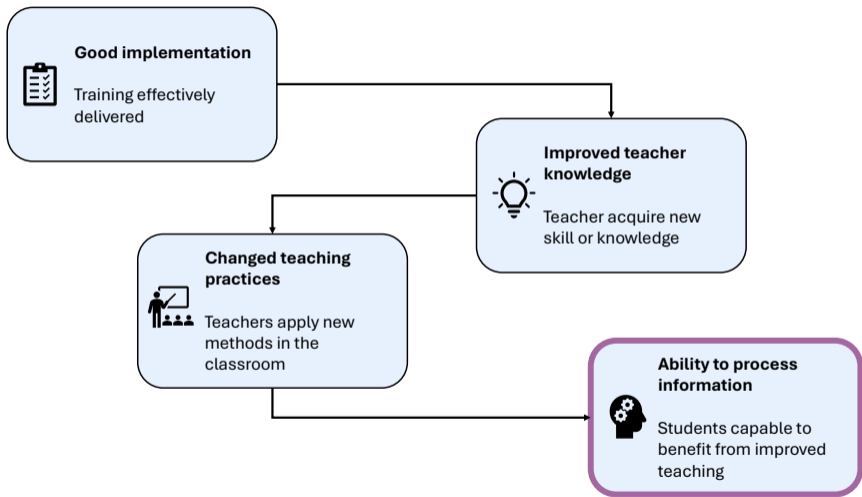 Good implementation
Training effectively
delivered
Improved teacher
knowledge
Teacher acquire new
skill or knowledge
Changed teaching
practices
Teachers apply new
methods in the
classroom
Ability to process
information
Students capable to
benefit from improved
teaching